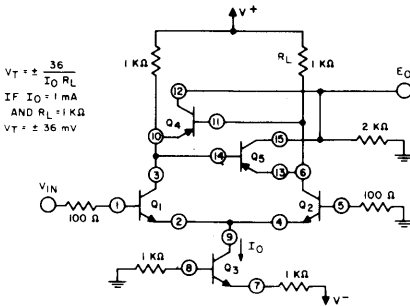 V+
VT = ± 36 / IO RL
IF IO = 1 mA
AND RL = 1 KΩ
VT = ± 36 mV
1 KΩ
RL
1 KΩ
EO
12
Q4
11
10
15
2 KΩ
14
Q5
13
6
3
VIN
100 Ω
1
Q1
2
4
Q2
5
100 Ω
9
IO
1 KΩ
8
Q3
7
1 KΩ
V-